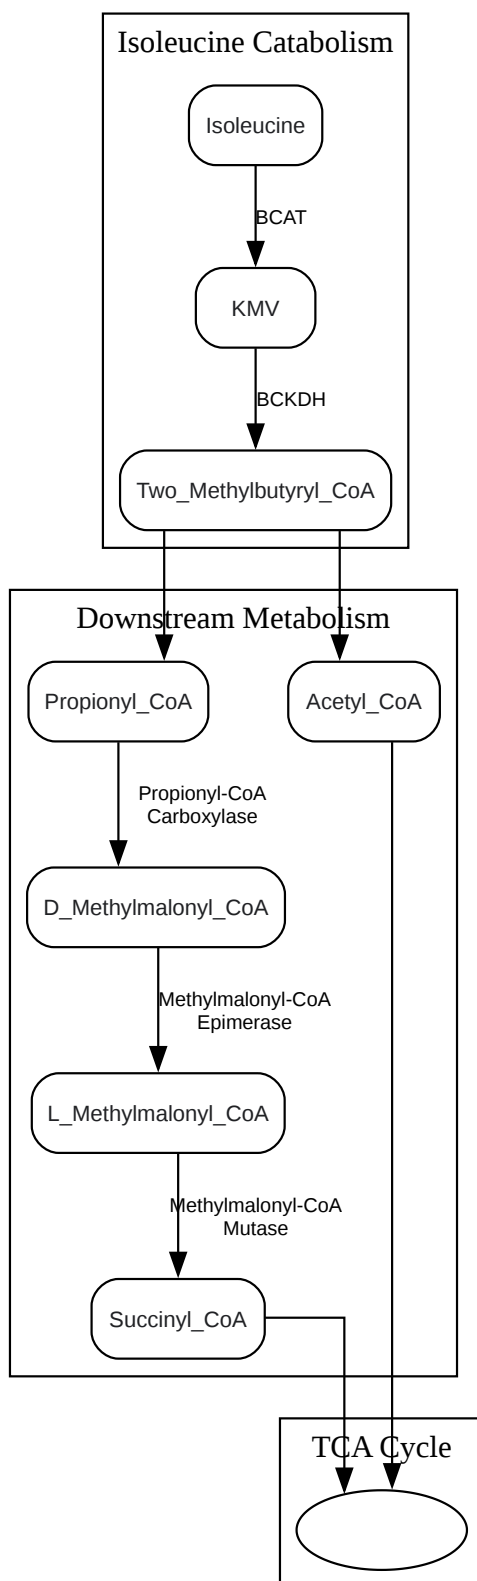 Isoleucine Catabolism
Isoleucine
BCAT
KMV
BCKDH
Two_Methylbutyryl_CoA
Downstream Metabolism
Propionyl_CoA
Acetyl_CoA
Propionyl-CoA
Carboxylase
D_Methylmalonyl_CoA
Methylmalonyl-CoA
Epimerase
L_Methylmalonyl_CoA
Methylmalonyl-CoA
Mutase
Succinyl_CoA
TCA Cycle